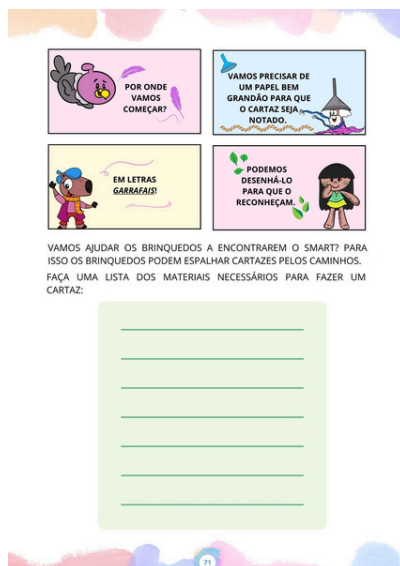 POR ONDE
VAMOS
COMEÇAR?
VAMOS PRECISAR DE
UM PAPEL BEM
GRANDÃO PARA QUE
O CARTAZ SEJA
NOTADO.
EM LETRAS
GARRAFAIS!
PODEMOS
DESENHÁ-LO
PARA QUE O
RECONHEÇAM.
VAMOS AJUDAR OS BRINQUEDOS A ENCONTRAREM O SMART? PARA
ISSO OS BRINQUEDOS PODEM ESPALHAR CARTAZES PELOS CAMINHOS.
FAÇA UMA LISTA DOS MATERIAIS NECESSÁRIOS PARA FAZER UM
CARTAZ:
71